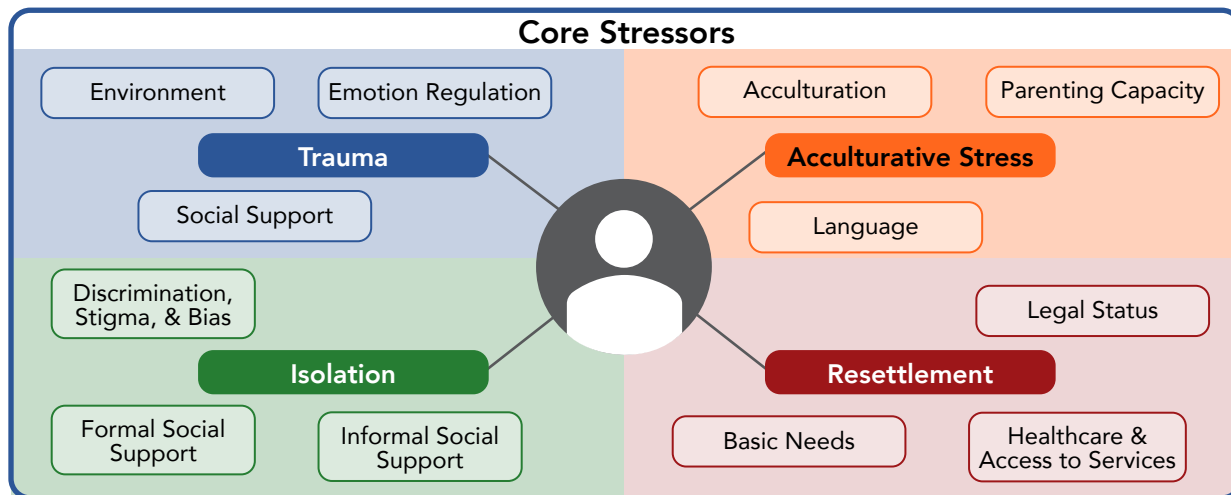 Core Stressors
Environment
Emotion Regulation
Trauma
Social Support
Acculturation
Parenting Capacity
Acculturative Stress
Language
Discrimination,
Stigma, & Bias
Isolation
Formal Social
Support
Informal Social
Support
Legal Status
Resettlement
Basic Needs
Healthcare &
Access to Services